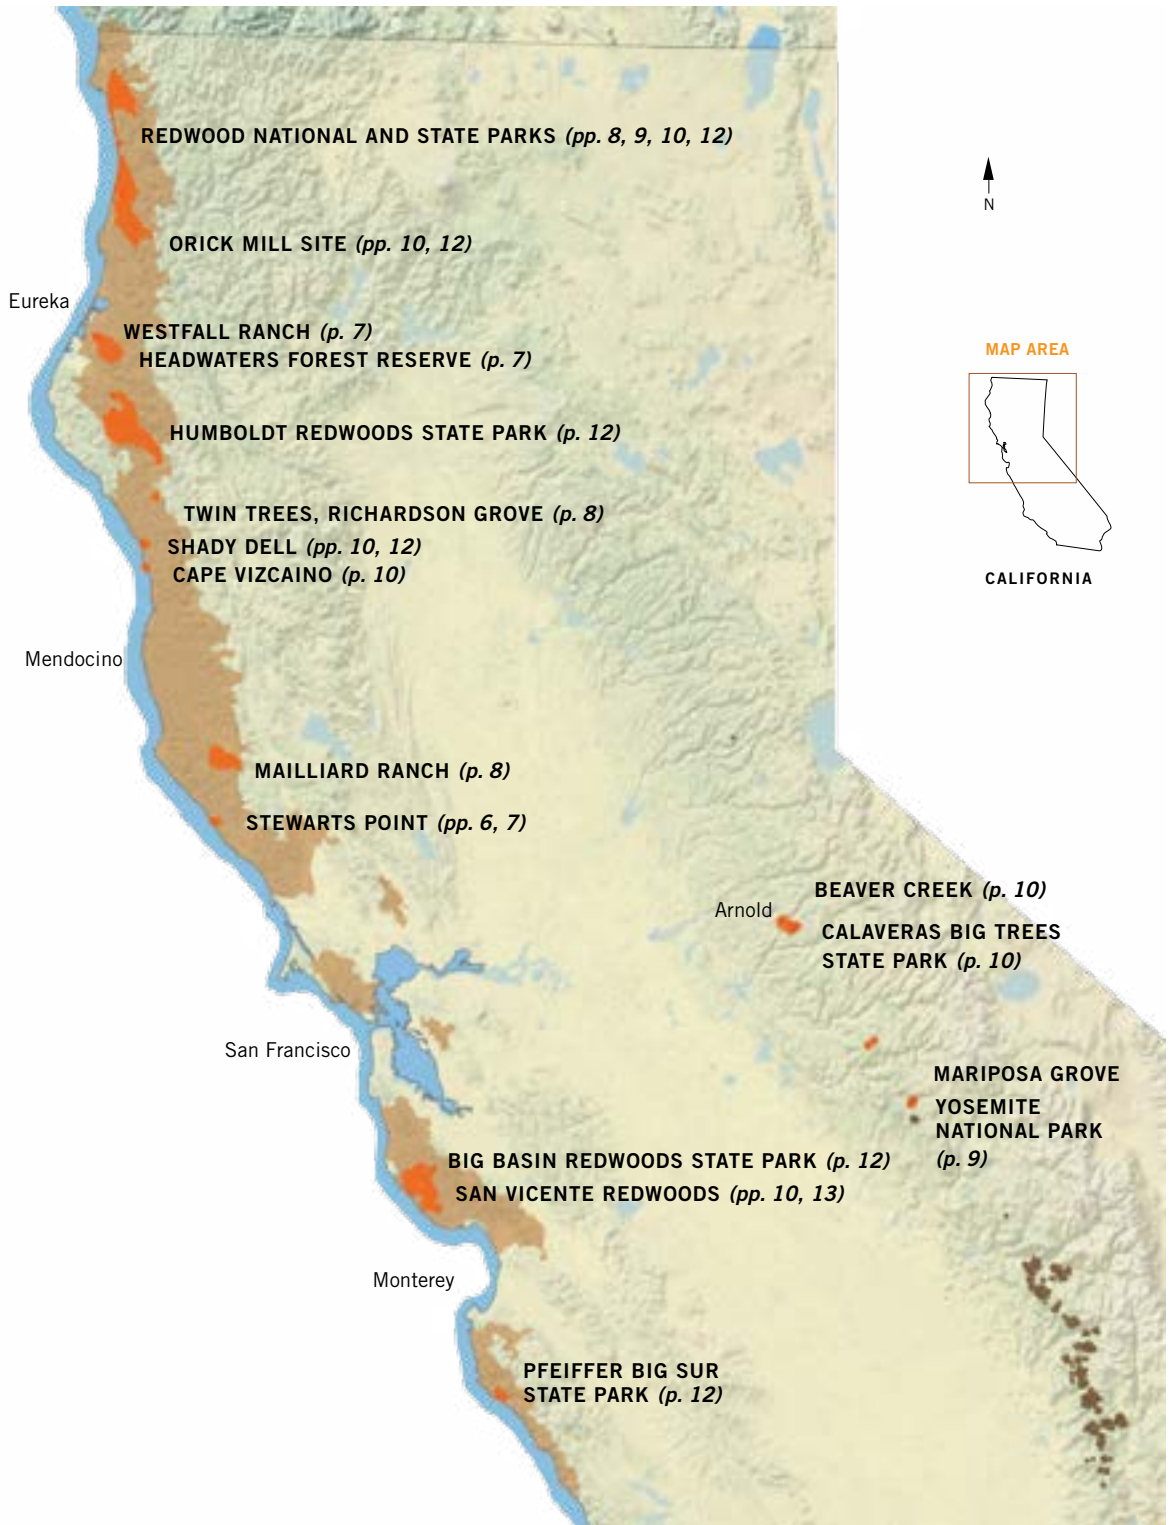 REDWOOD NATIONAL AND STATE PARKS (pp. 8, 9, 10, 12)
N
ORICK MILL SITE (pp. 10, 12)
Eureka
WESTFALL RANCH (p. 7)
HEADWATERS FOREST RESERVE (p. 7)
MAP AREA
HUMBOLDT REDWOODS STATE PARK (p. 12)
TWIN TREES, RICHARDSON GROVE (p. 8)
SHADY DELL (pp. 10, 12)
CAPE VIZCAINO (p. 10)
CALIFORNIA
Mendocino
MAILLIARD RANCH (p. 8)
STEWARTS POINT (pp. 6, 7)
BEAVER CREEK (p. 10)
Arnold
CALAVERAS BIG TREES
STATE PARK (p. 10)
San Francisco
MARIPOSA GROVE
YOSEMITE
NATIONAL PARK
(p. 9)
BIG BASIN REDWOODS STATE PARK (p. 12)
SAN VICENTE REDWOODS (pp. 10, 13)
Monterey
PFEIFFER BIG SUR
STATE PARK (p. 12)